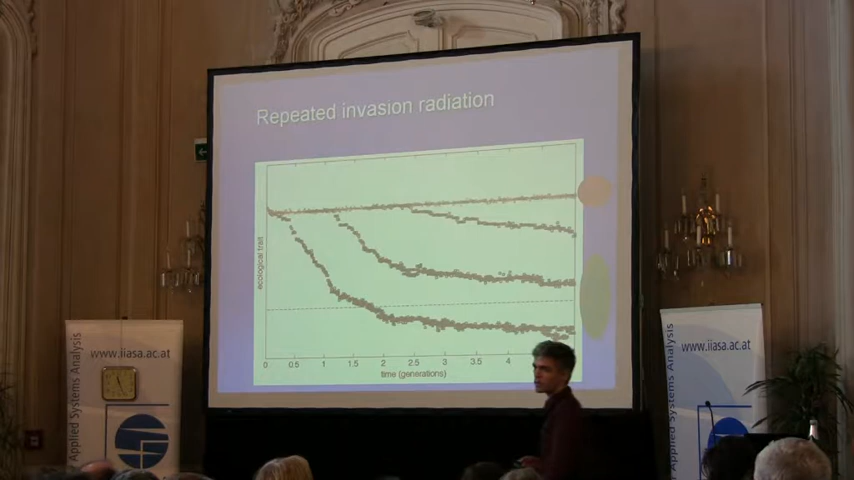 Repeated invasion radiation
ecological trait
0 0.5 1 1.5 2 2.5 3 3.5 4
time (generations)
www.iiasa.ac.at
Applied Systems Analysis
www.iiasa.ac.at
Applied Systems Analysis